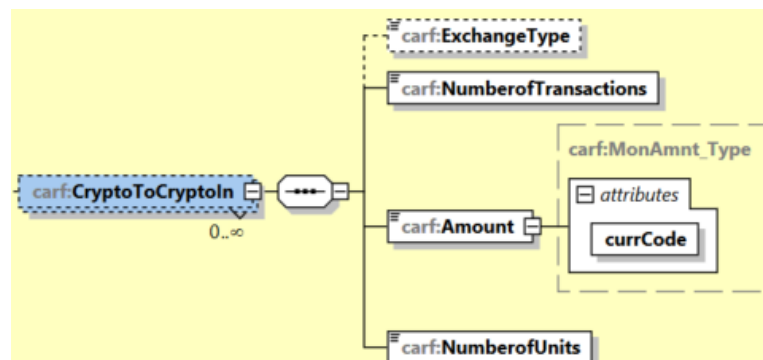 carf:ExchangeType
carf:NumberofTransactions
carf:MonAmnt_Type
attributes
carf:CryptoToCryptoIn
0..∞
carf:Amount
currCode
carf:NumberofUnits